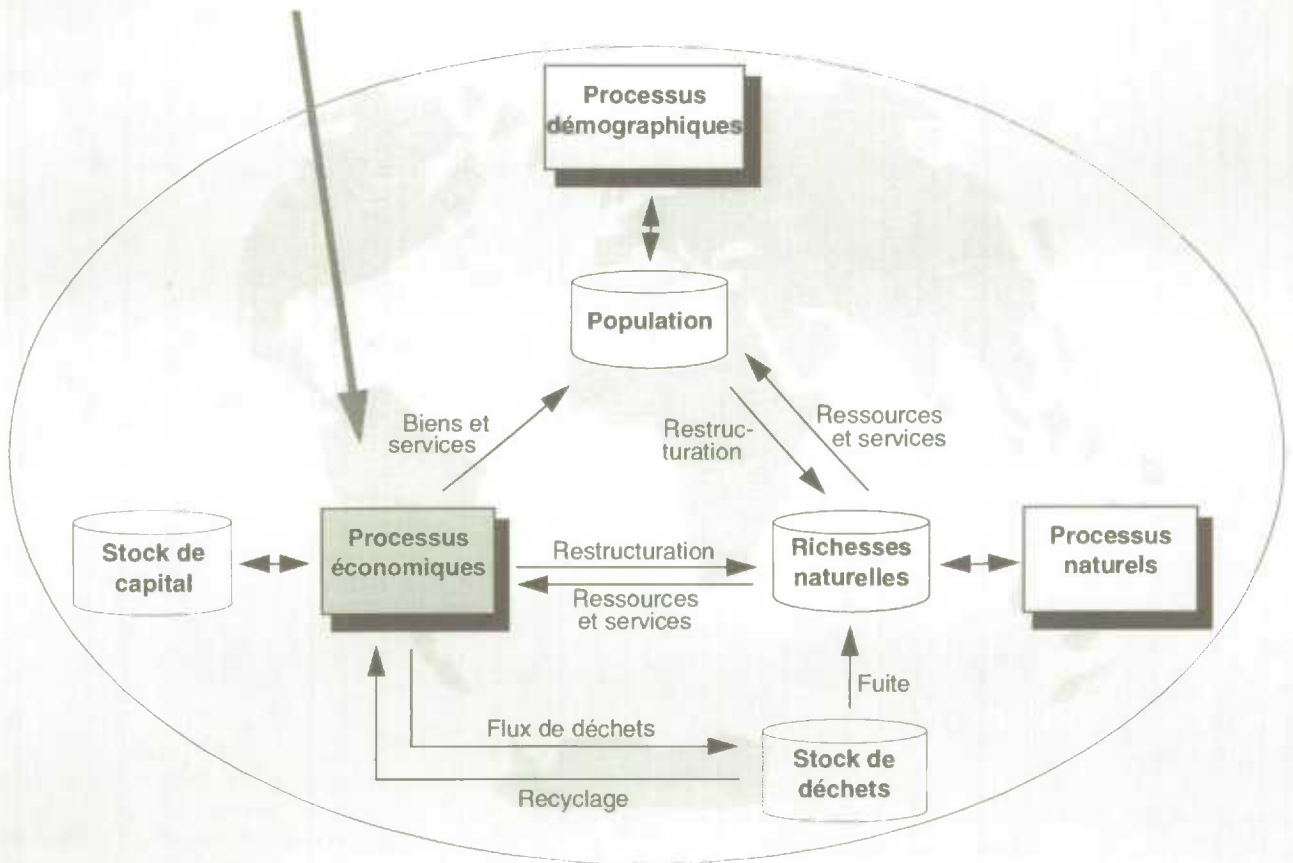 Processus
démographiques
Population
Biens et
services
Restruc-
turation
Ressources
et services
Stock de
capital
Processus
économiques
Restructuration
Ressources
et services
Richesses
naturelles
Processus
naturels
Fuite
Flux de déchets
Recyclage
Stock de
déchets